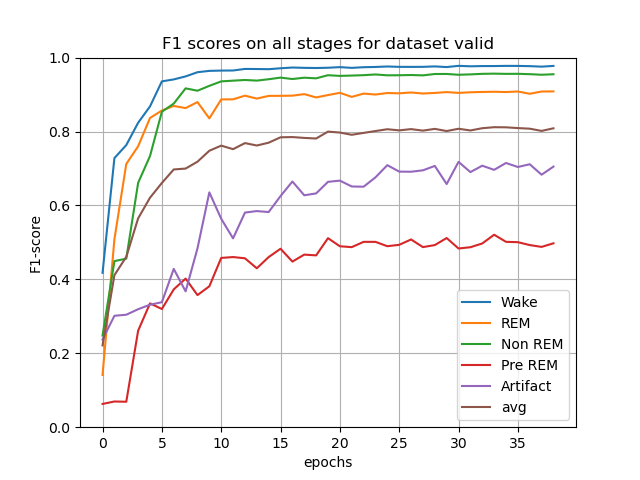 F1 scores on all stages for dataset valid
1.0
0.8
0.6
0.4
0.2
0.0
F1-score
0 5 10 15 20 25 30 35
epochs
Wake
REM
Non REM
Pre REM
Artifact
avg